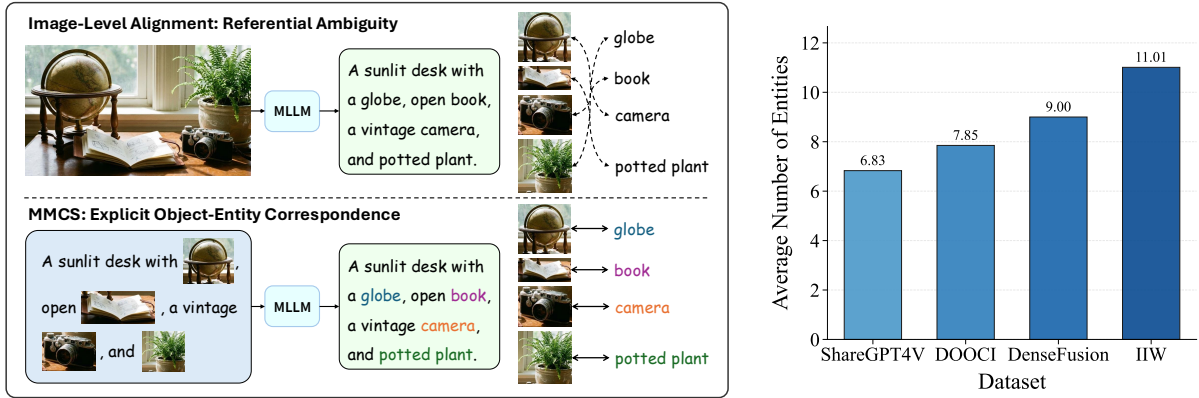 Image-Level Alignment: Referential Ambiguity
MLLM
A sunlit desk with
a globe, open book,
a vintage camera,
and potted plant.
globe
book
camera
potted plant
MMCS: Explicit Object-Entity Correspondence
A sunlit desk with ,
open , a vintage
, and
MLLM
A sunlit desk with
a globe, open book,
a vintage camera,
and potted plant.
globe
book
camera
potted plant
Average Number of Entities
12
10
8
6
4
2
0
6.83
7.85
9.00
11.01
ShareGPT4V
DOOCI
DenseFusion
IIW
Dataset